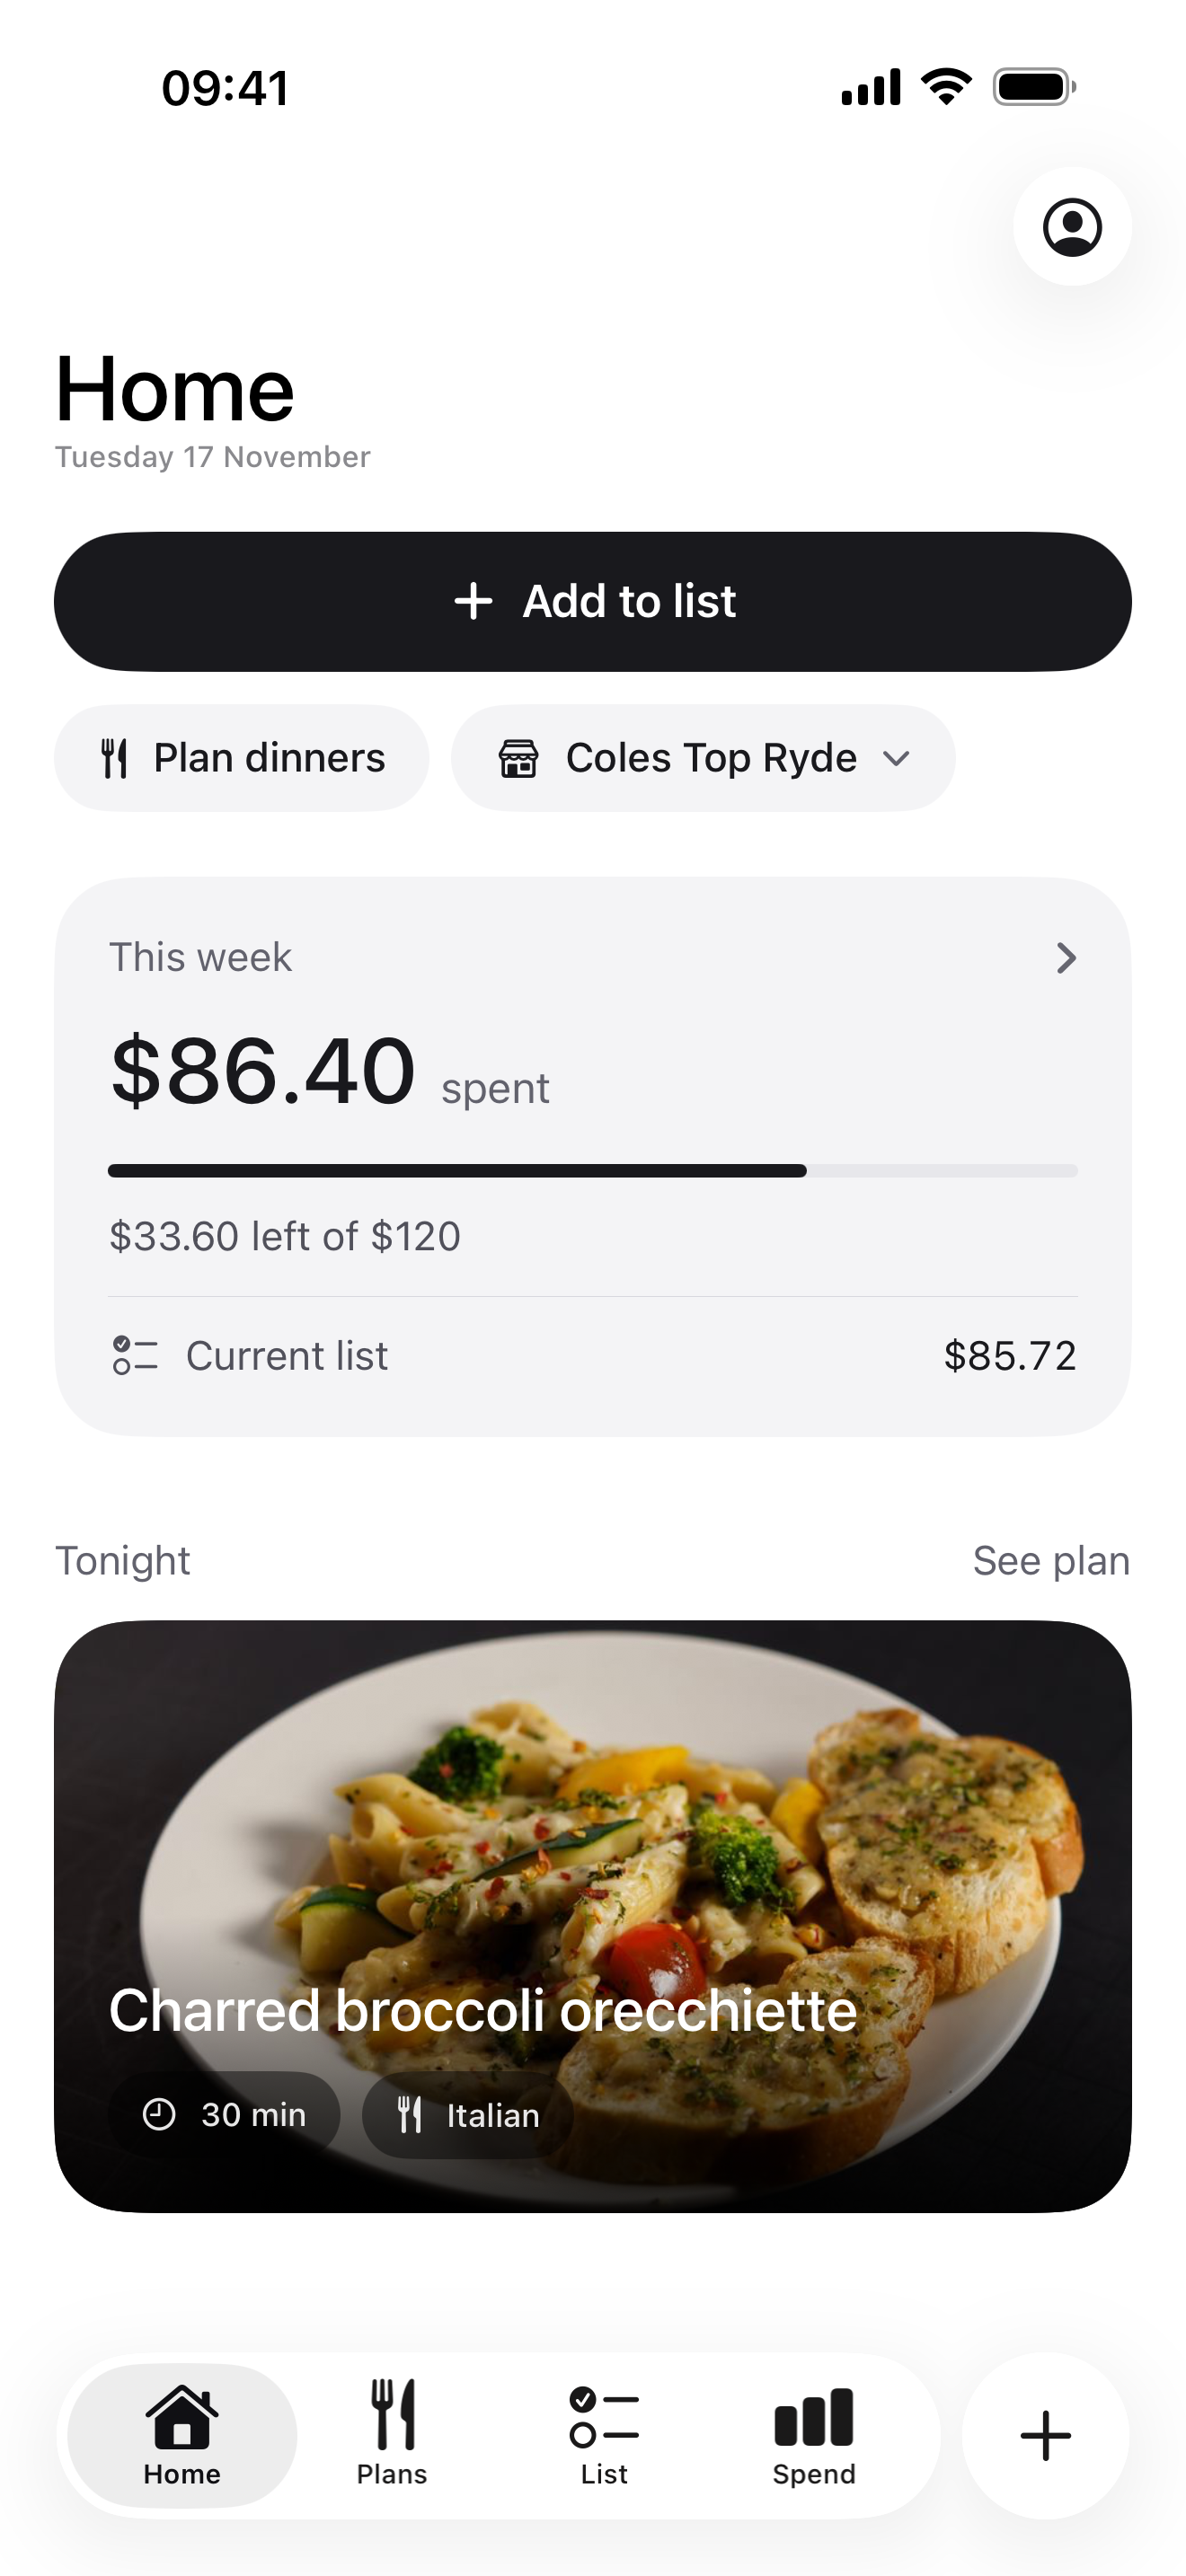 09:41
Home
Tuesday 17 November
Add to list
Plan dinners
Coles Top Ryde
This week
$86.40 spent
$33.60 left of $120
Current list $85.72
Tonight See plan
Charred broccoli orecchiette
30 min Italian
Home Plans List Spend